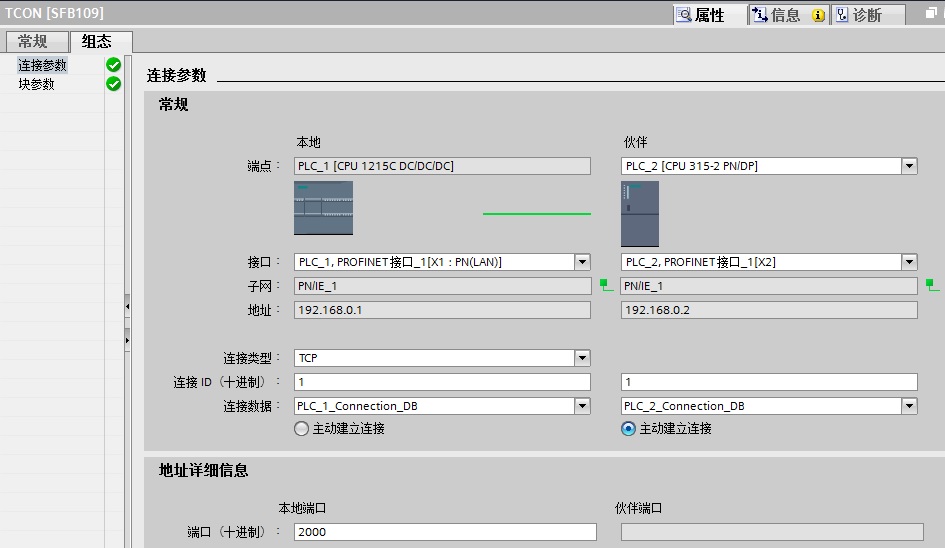 TCON [SFB109]
属性
信息
诊断
常规
组态
连接参数
块参数
连接参数
常规
本地
伙伴
端点：
PLC_1 [CPU 1215C DC/DC/DC]
PLC_2 [CPU 315-2 PN/DP]
接口：
PLC_1, PROFINET接口_1[X1 : PN(LAN)]
PLC_2, PROFINET接口_1[X2]
子网：
PN/IE_1
PN/IE_1
地址：
192.168.0.1
192.168.0.2
连接类型：
TCP
连接 ID（十进制）：
1
1
连接数据：
PLC_1_Connection_DB
PLC_2_Connection_DB
主动建立连接
主动建立连接
地址详细信息
本地端口
伙伴端口
端口（十进制）：
2000